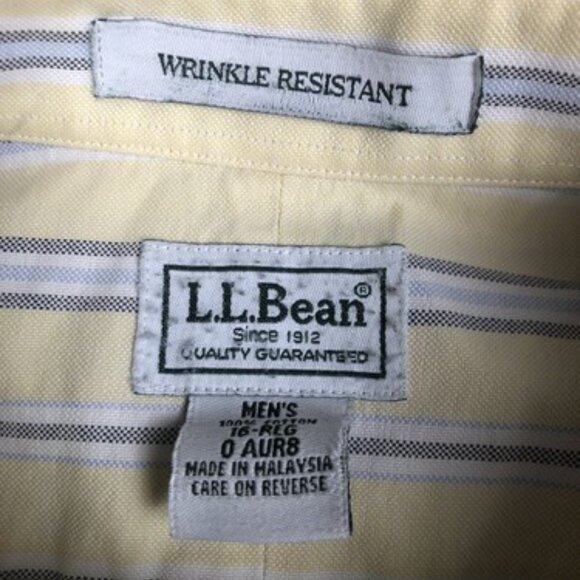 WRINKLE RESISTANT
L.L.Bean®
Since 1912
QUALITY GUARANTEED
MEN'S
100% COTTON
16-REG
0 AUR8
MADE IN MALAYSIA
CARE ON REVERSE